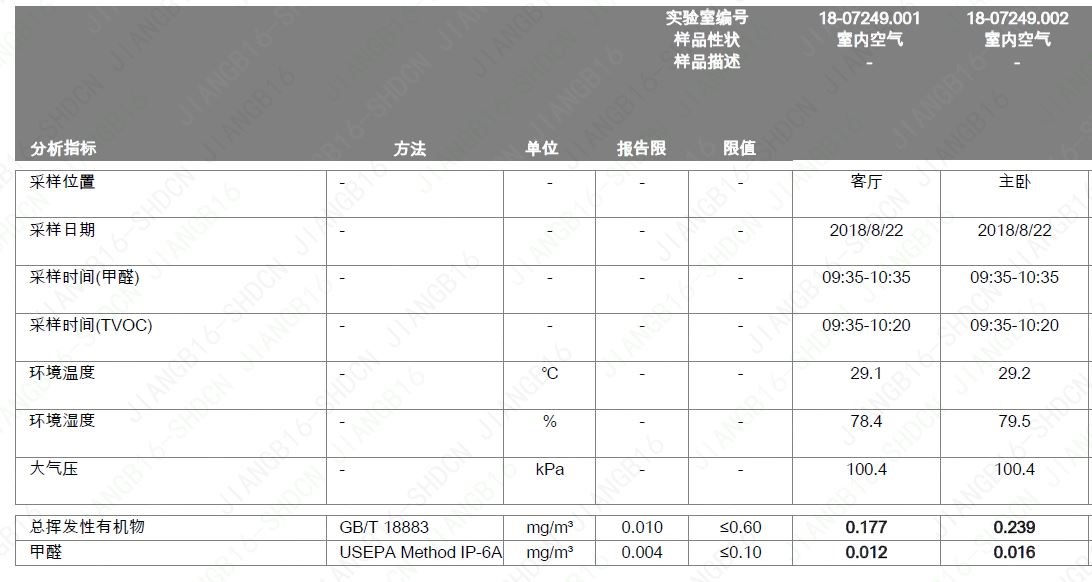 实验室编号 18-07249.001 18-07249.002
样品性状 室内空气 室内空气
样品描述 - -
分析指标 方法 单位 报告限 限值
采样位置 - - - - 客厅 主卧
采样日期 - - - - 2018/8/22 2018/8/22
采样时间(甲醛) - - - - 09:35-10:35 09:35-10:35
采样时间(TVOC) - - - - 09:35-10:20 09:35-10:20
环境温度 - ℃ - - 29.1 29.2
环境湿度 - % - - 78.4 79.5
大气压 - kPa - - 100.4 100.4
总挥发性有机物 GB/T 18883 mg/m³ 0.010 ≤0.60 0.177 0.239
甲醛 USEPA Method IP-6A mg/m³ 0.004 ≤0.10 0.012 0.016
JIANGB16-SHDCN JIANGB16